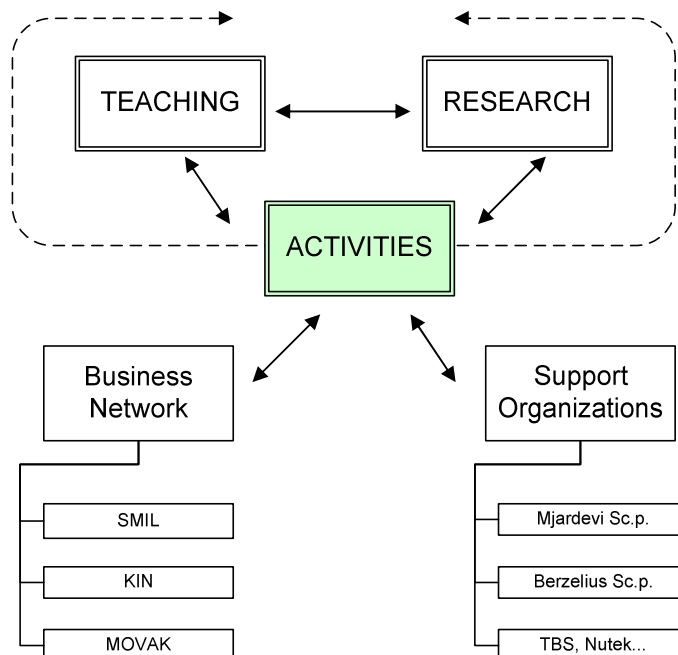 TEACHING
RESEARCH
ACTIVITIES
Business
Network
Support
Organizations
SMIL
KIN
MOVAK
Mjardevi Sc.p.
Berzelius Sc.p.
TBS, Nutek...